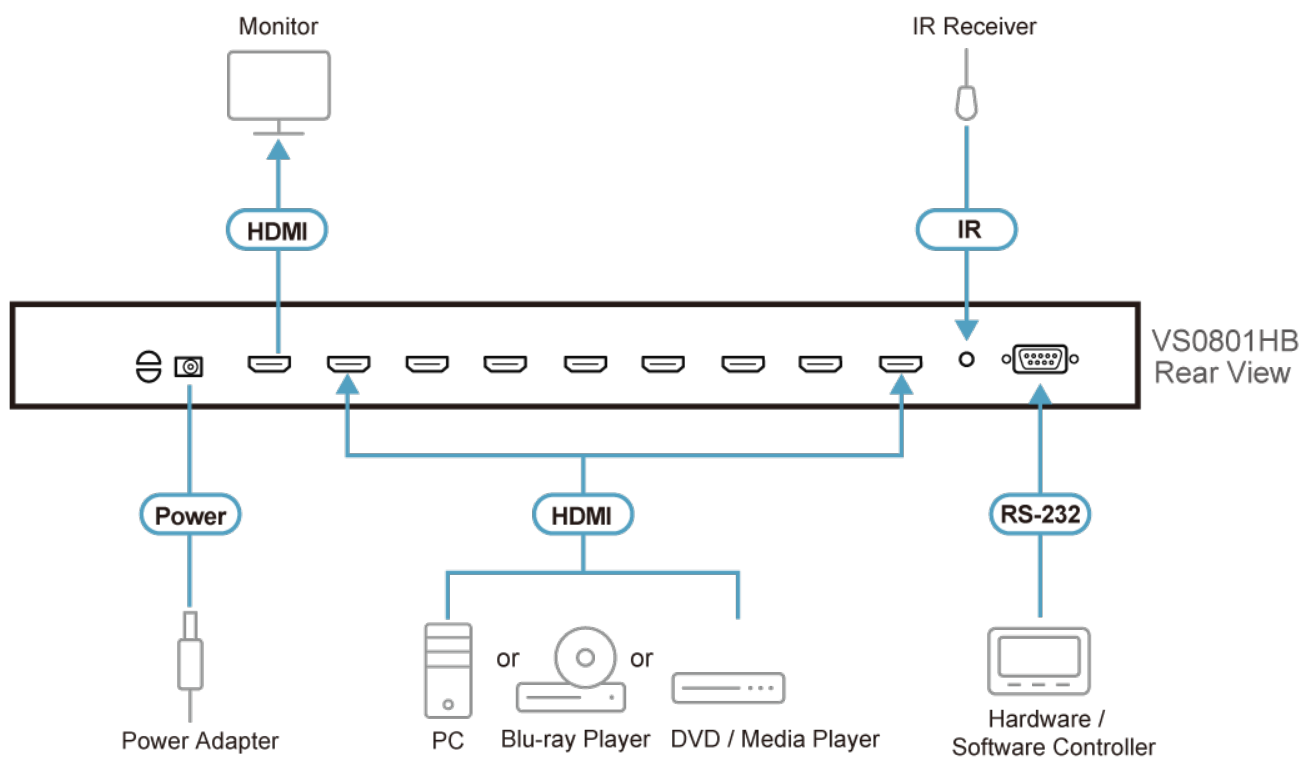 Monitor
IR Receiver
HDMI
IR
VS0801HB
Rear View
Power
HDMI
RS-232
or
or
Power Adapter
PC
Blu-ray Player
DVD / Media Player
Hardware /
Software Controller